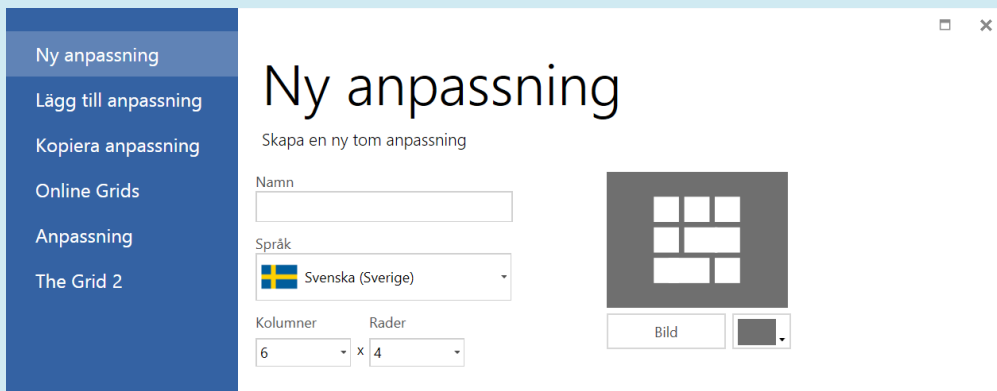 Ny anpassning
Lägg till anpassning
Kopiera anpassning
Online Grids
Anpassning
The Grid 2
Ny anpassning
Skapa en ny tom anpassning
Namn
Språk
Svenska (Sverige)
Kolumner Rader
6 x 4
Bild